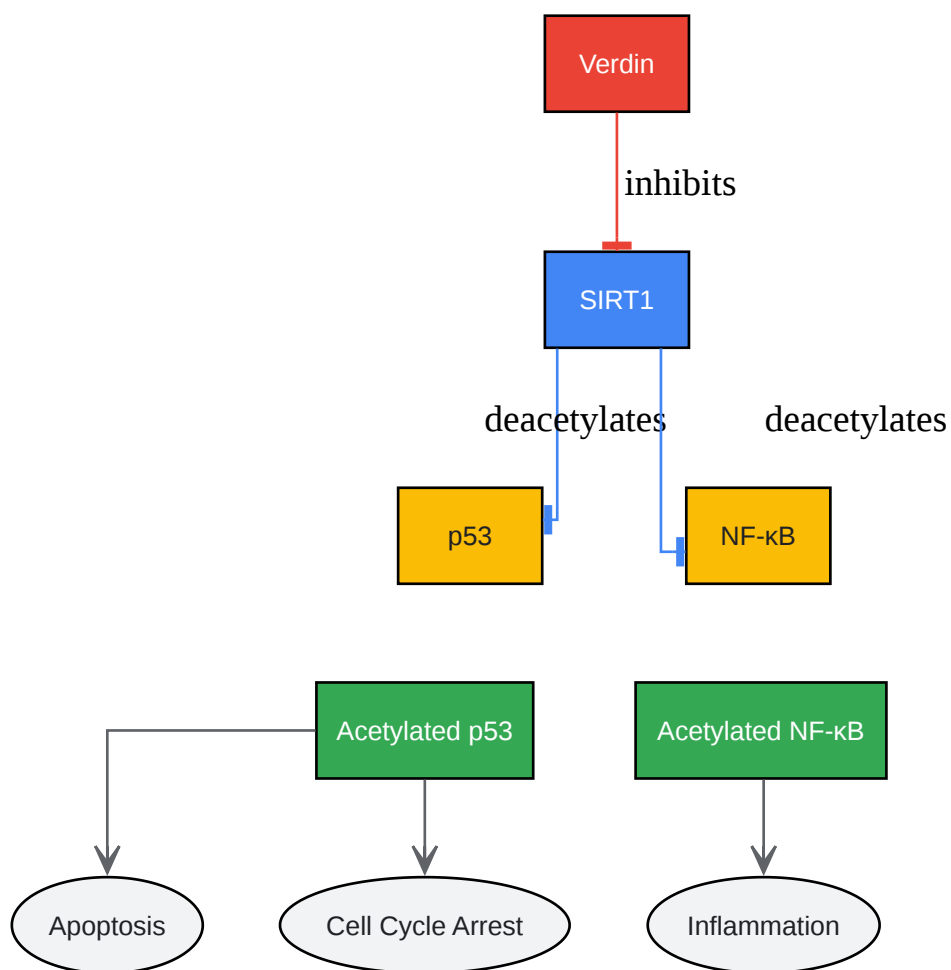 Verdin
inhibits
SIRT1
deacetylates
deacetylates
p53
NF-κB
Acetylated p53
Acetylated NF-κB
Apoptosis
Cell Cycle Arrest
Inflammation